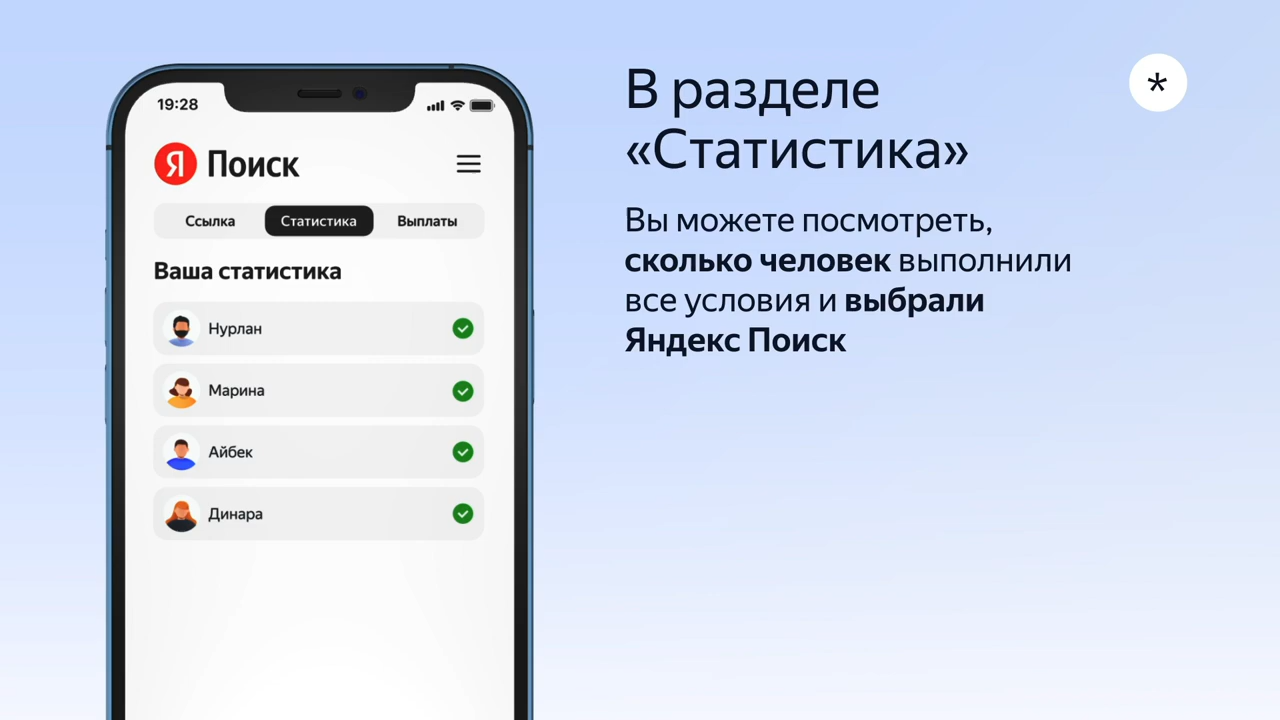 19:28
Я Поиск
Ссылка Статистика Выплаты
Ваша статистика
Нурлан
Марина
Айбек
Динара
В разделе
«Статистика»
*
Вы можете посмотреть,
сколько человек выполнили
все условия и выбрали
Яндекс Поиск